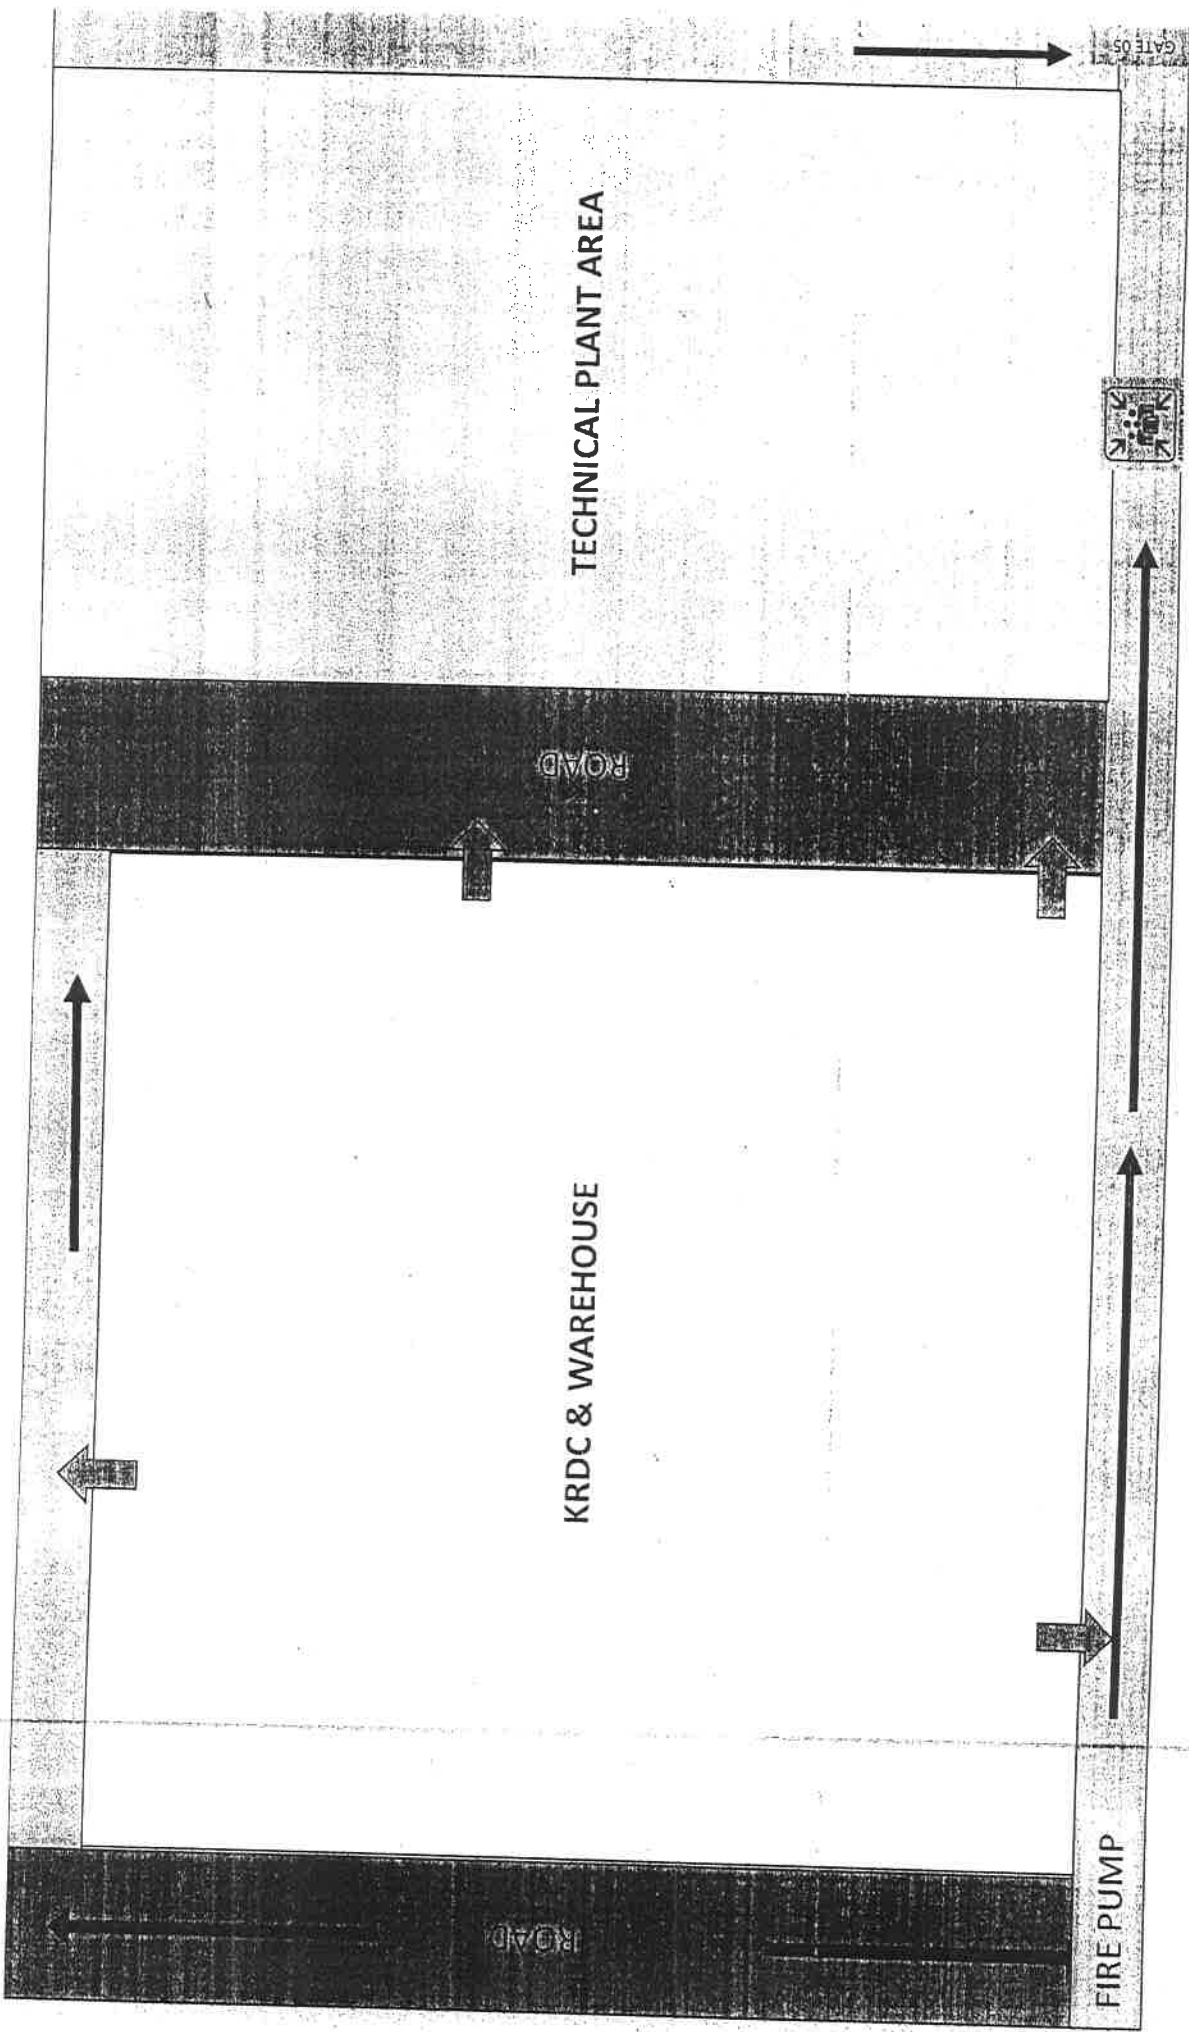 GATE 05
TECHNICAL PLANT AREA
ROAD
KRDC & WAREHOUSE
ROAD
FIRE PUMP